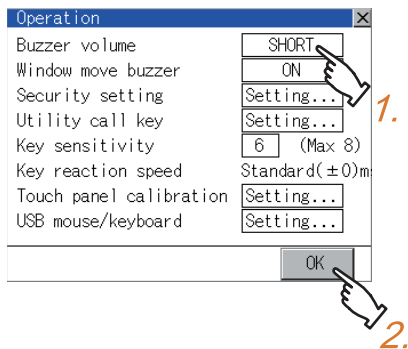 Operation ×
Buzzer volume SHORT
Window move buzzer ON
Security setting Setting...
Utility call key Setting...
Key sensitivity 6 (Max 8)
Key reaction speed Standard(±0)m
Touch panel calibration Setting...
USB mouse/keyboard Setting...
OK
1.
2.